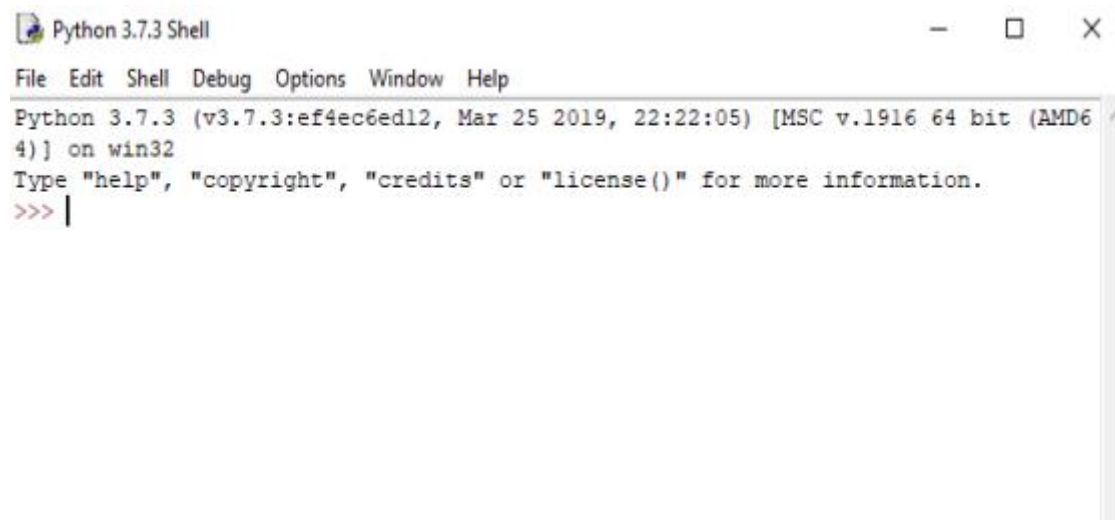 Python 3.7.3 Shell
File Edit Shell Debug Options Window Help
Python 3.7.3 (v3.7.3:ef4ec6ed12, Mar 25 2019, 22:22:05) [MSC v.1916 64 bit (AMD6
4)] on win32
Type "help", "copyright", "credits" or "license()" for more information.
>>>